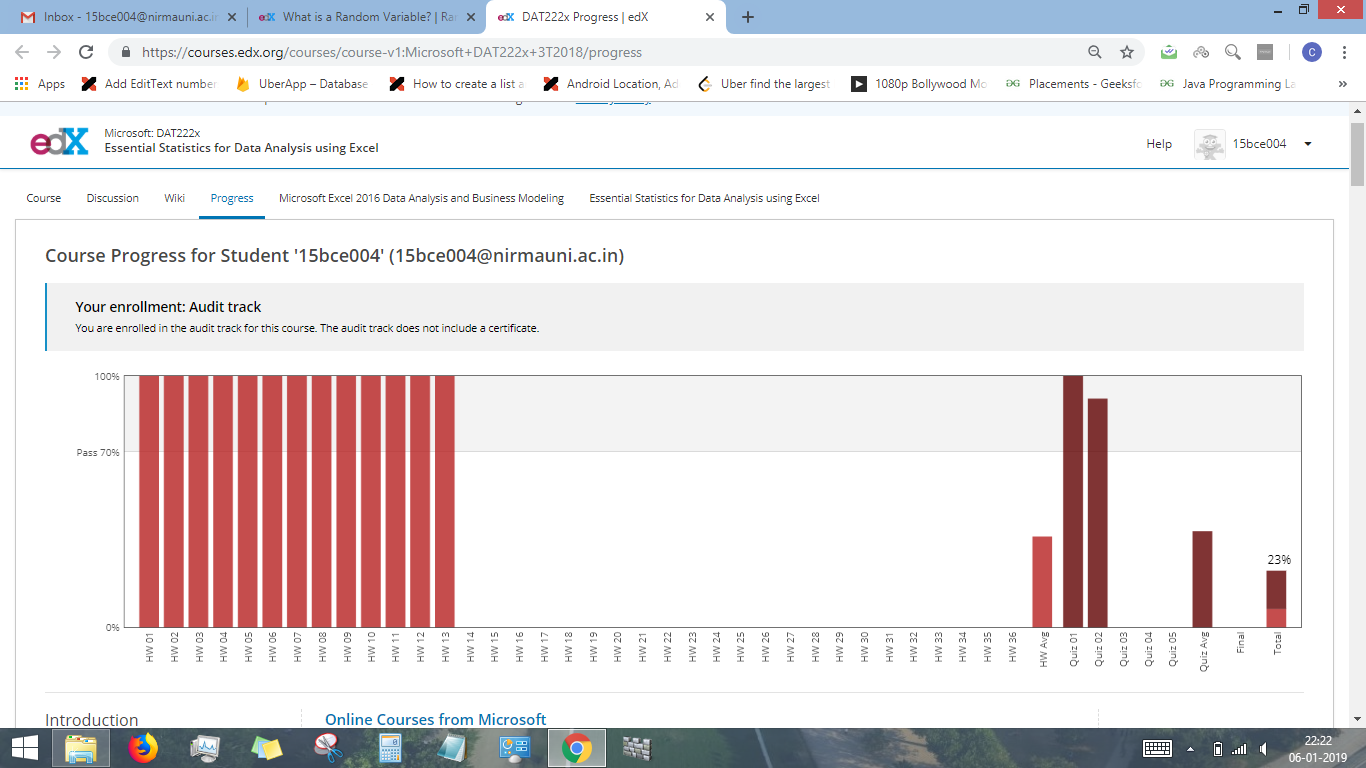 Inbox - 15bce004@nirmauni.ac.in
edX What is a Random Variable? | Ra
edX DAT222x Progress | edX
https://courses.edx.org/courses/course-v1:Microsoft+DAT222x+3T2018/progress
C
Apps Add EditText number UberApp – Database How to create a list a Android Location, Ad Uber find the largest 1080p Bollywood Mo Placements - Geeksfo Java Programming La »
edX
Microsoft: DAT222x
Essential Statistics for Data Analysis using Excel
Help 15bce004
Course Discussion Wiki Progress Microsoft Excel 2016 Data Analysis and Business Modeling Essential Statistics for Data Analysis using Excel
Course Progress for Student '15bce004' (15bce004@nirmauni.ac.in)
Your enrollment: Audit track
You are enrolled in the audit track for this course. The audit track does not include a certificate.
100%
Pass 70%
23%
0%
HW 01 HW 02 HW 03 HW 04 HW 05 HW 06 HW 07 HW 08 HW 09 HW 10 HW 11 HW 12 HW 13 HW 14 HW 15 HW 16 HW 17 HW 18 HW 19 HW 20 HW 21 HW 22 HW 23 HW 24 HW 25 HW 26 HW 27 HW 28 HW 29 HW 30 HW 31 HW 32 HW 33 HW 34 HW 35 HW 36 HW Avg Quiz 01 Quiz 02 Quiz 03 Quiz 04 Quiz 05 Quiz Avg Final Total
Introduction
Online Courses from Microsoft
22:22
06-01-2019